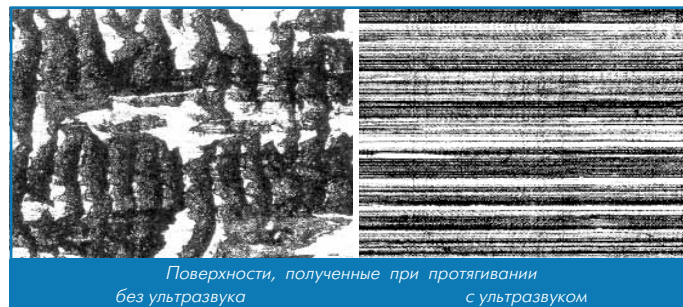 Поверхности, полученные при протягивании
без ультразвука с ультразвуком